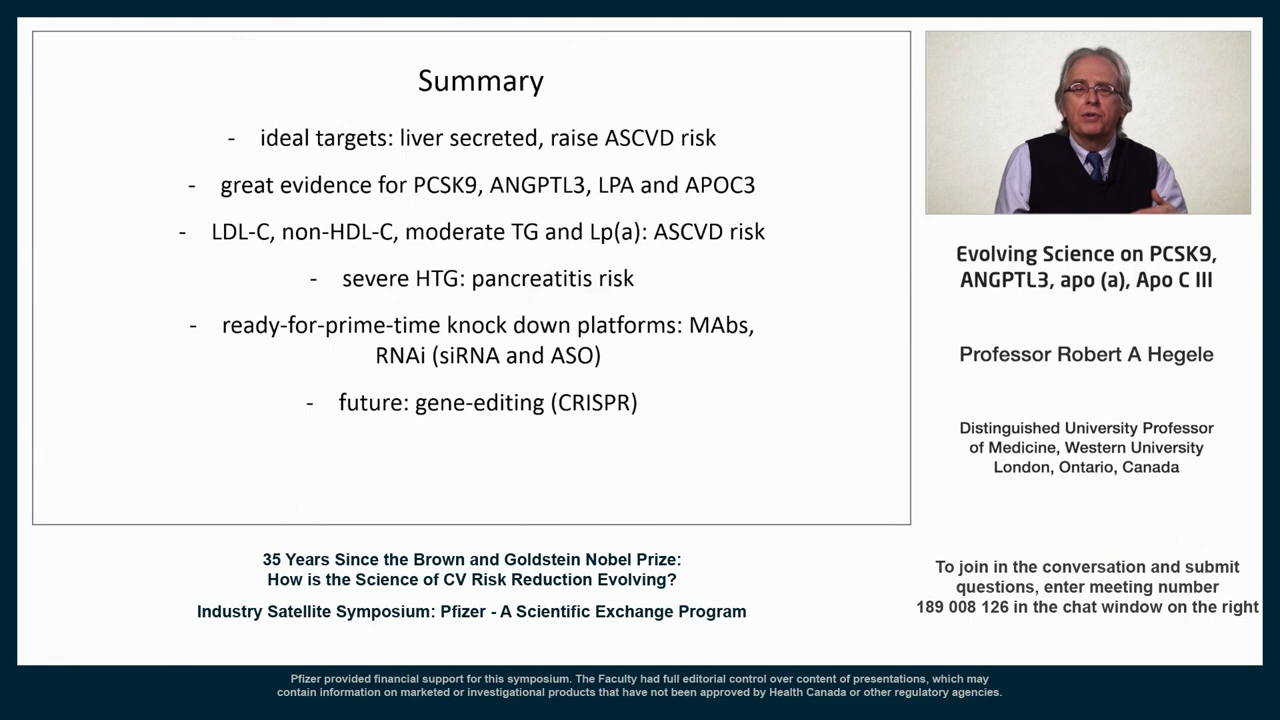 Summary
- ideal targets: liver secreted, raise ASCVD risk
- great evidence for PCSK9, ANGPTL3, LPA and APOC3
- LDL-C, non-HDL-C, moderate TG and Lp(a): ASCVD risk
- severe HTG: pancreatitis risk
- ready-for-prime-time knock down platforms: MAbs,
RNAi (siRNA and ASO)
- future: gene-editing (CRISPR)
Evolving Science on PCSK9,
ANGPTL3, apo (a), Apo C III
Professor Robert A Hegele
Distinguished University Professor
of Medicine, Western University
London, Ontario, Canada
35 Years Since the Brown and Goldstein Nobel Prize:
How is the Science of CV Risk Reduction Evolving?
Industry Satellite Symposium: Pfizer - A Scientific Exchange Program
To join in the conversation and submit
questions, enter meeting number
189 008 126 in the chat window on the right
Pfizer provided financial support for this symposium. The Faculty had full editorial control over content of presentations, which may
contain information on marketed or investigational products that have not been approved by Health Canada or other regulatory agencies.